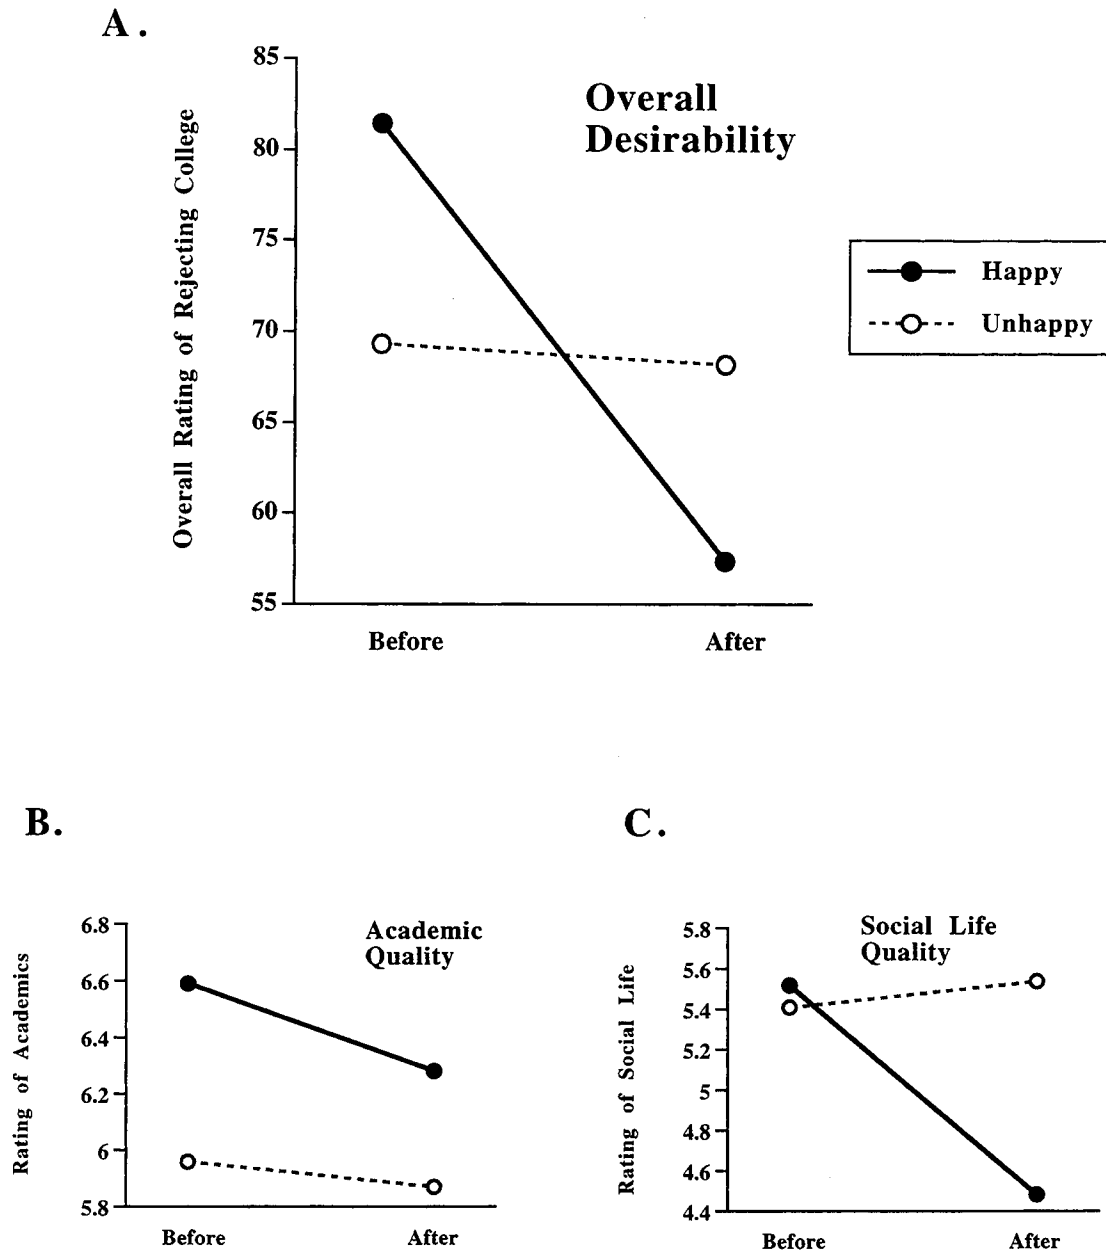 A.
Overall
Desirability
Overall Rating of Rejecting College
85
80
75
70
65
60
55
Before
After
Happy
Unhappy
B.
Academic
Quality
Rating of Academics
6.8
6.6
6.4
6.2
6
5.8
Before
After
C.
Social Life
Quality
Rating of Social Life
5.8
5.6
5.4
5.2
5
4.8
4.6
4.4
Before
After